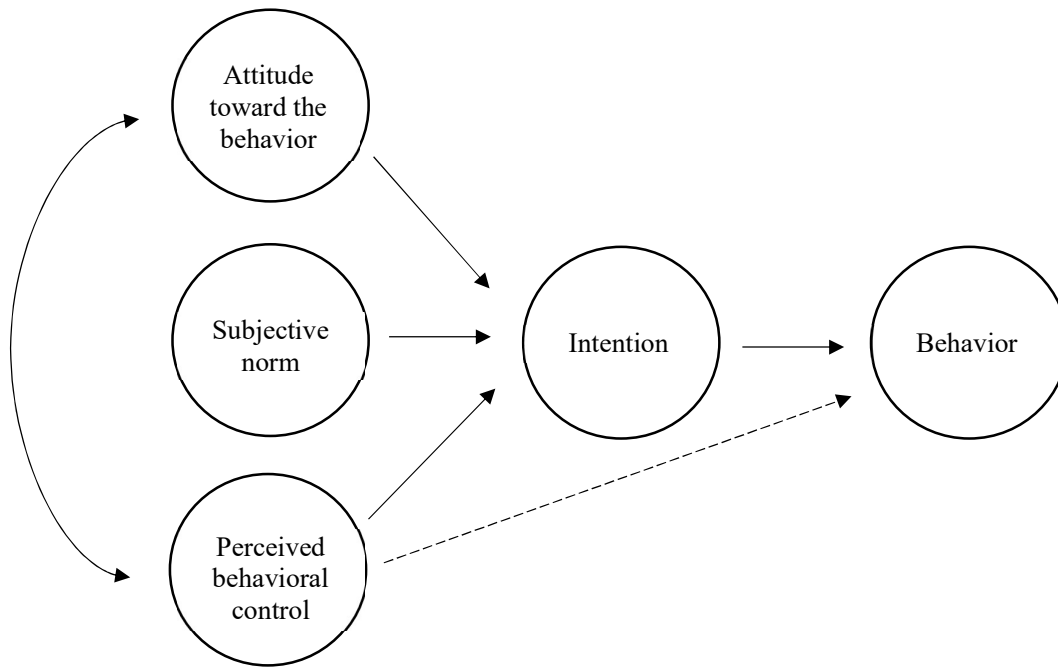 Attitude
toward the
behavior
Subjective
norm
Intention
Behavior
Perceived
behavioral
control